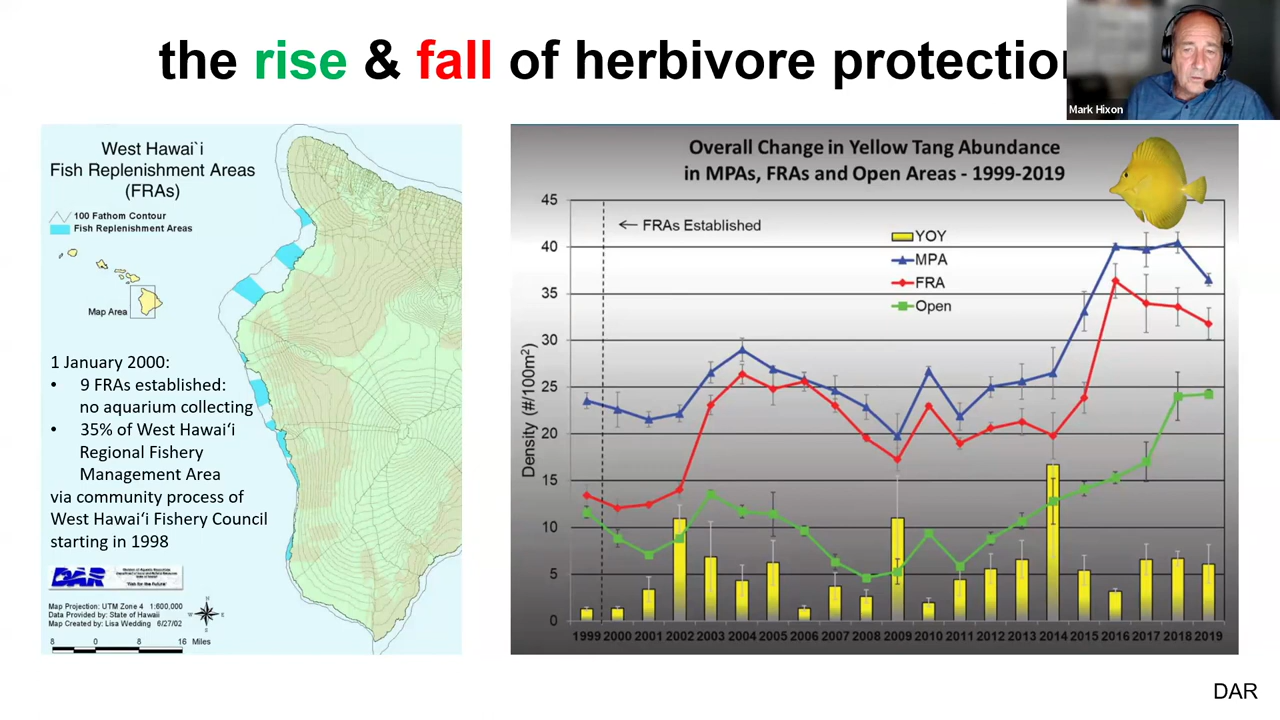 the rise & fall of herbivore protection
Mark Hixon
West Hawai`i
Fish Replenishment Areas
(FRAs)
100 Fathom Contour
Fish Replenishment Areas
Map Area
1 January 2000:
• 9 FRAs established:
no aquarium collecting
• 35% of West Hawaiʻi
Regional Fishery
Management Area
via community process of
West Hawaiʻi Fishery Council
starting in 1998
DAR
Division of Aquatic Resources
N
W E
S
Map Projection: UTM Zone 4 1:600,000
Data Provided by: State of Hawaii
Map Created by: Lisa Wedding 6/27/02
8 0 8 16 Miles
Overall Change in Yellow Tang Abundance
in MPAs, FRAs and Open Areas - 1999-2019
← FRAs Established
YOY
MPA
FRA
Open
Density (#/100m²)
45
40
35
30
25
20
15
10
5
0
1999 2000 2001 2002 2003 2004 2005 2006 2007 2008 2009 2010 2011 2012 2013 2014 2015 2016 2017 2018 2019
DAR